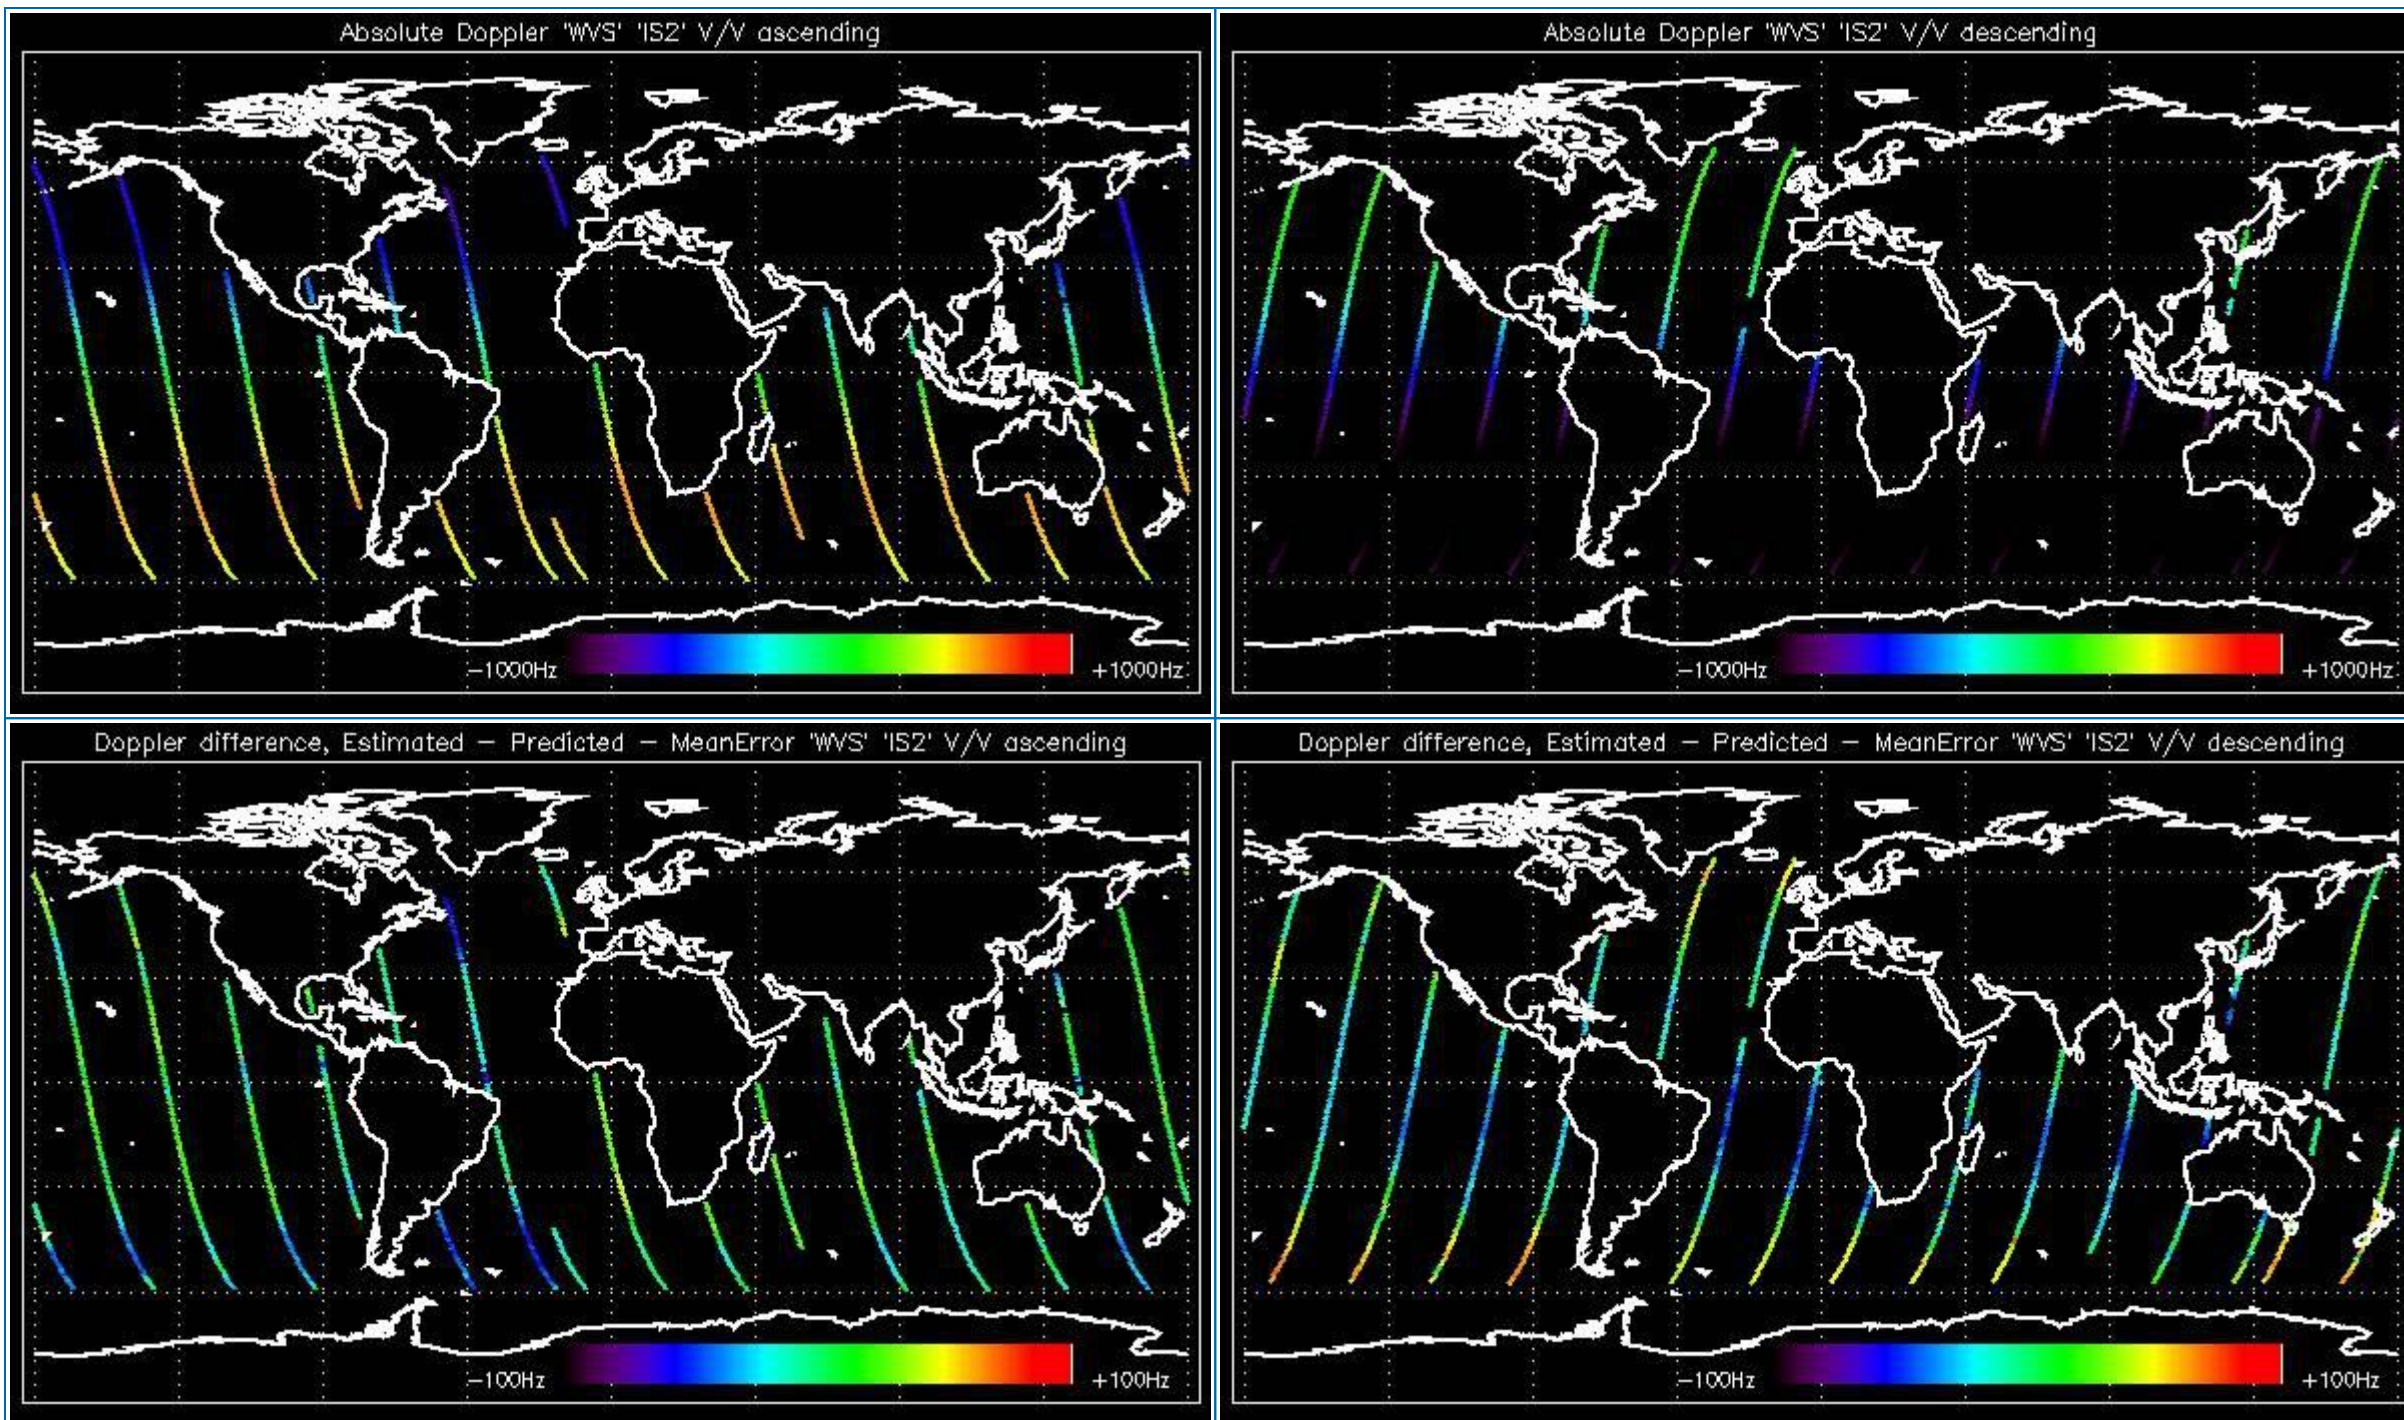 Absolute Doppler 'WVS' 'IS2' V/V ascending
-1000Hz +1000Hz
Absolute Doppler 'WVS' 'IS2' V/V descending
-1000Hz +1000Hz
Doppler difference, Estimated - Predicted - MeanError 'WVS' 'IS2' V/V ascending
-100Hz +100Hz
Doppler difference, Estimated - Predicted - MeanError 'WVS' 'IS2' V/V descending
-100Hz +100Hz